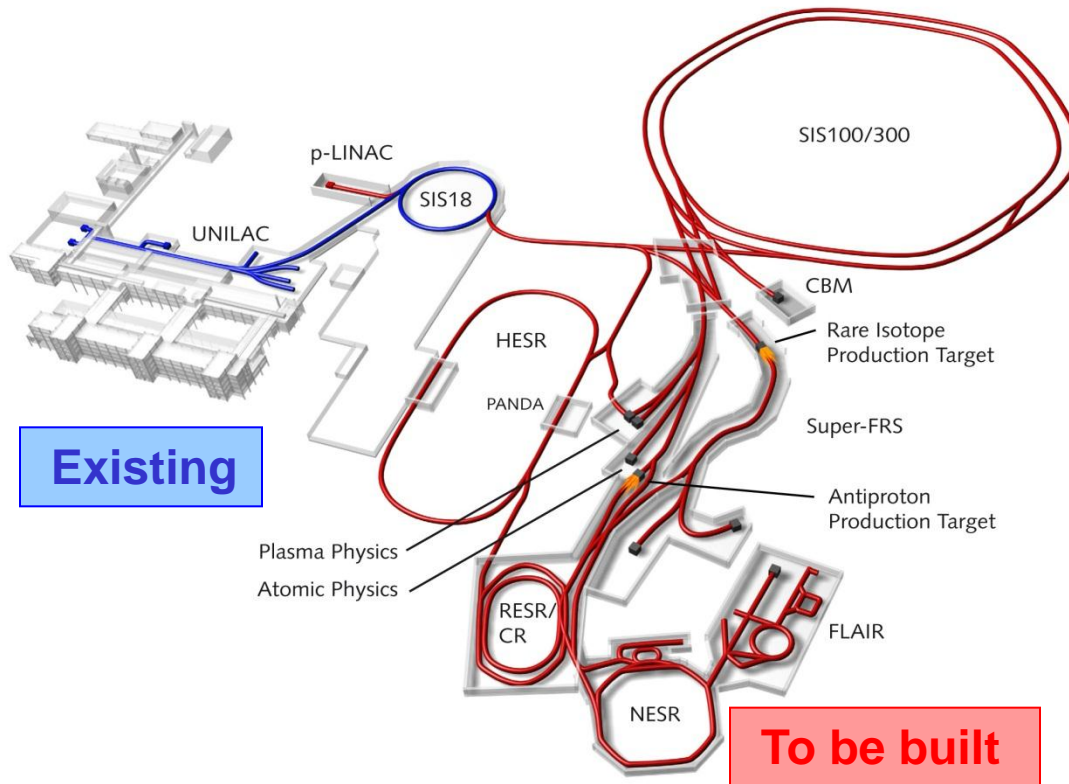 SIS100/300
p-LINAC
SIS18
UNILAC
CBM
Rare Isotope
Production Target
HESR
PANDA
Super-FRS
Existing
Antiproton
Production Target
Plasma Physics
Atomic Physics
RESR/
CR
FLAIR
NESR
To be built